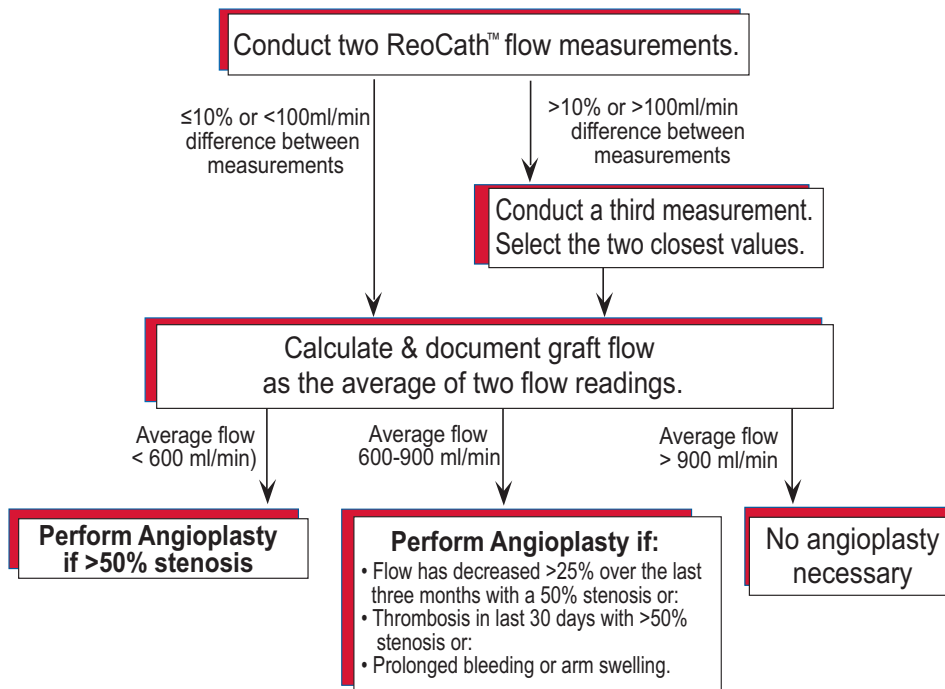 Conduct two ReoCath™ flow measurements.
≤10% or <100ml/min
difference between
measurements
>10% or >100ml/min
difference between
measurements
Conduct a third measurement.
Select the two closest values.
Calculate & document graft flow
as the average of two flow readings.
Average flow
< 600 ml/min)
Average flow
600-900 ml/min
Average flow
> 900 ml/min
Perform Angioplasty
if >50% stenosis
Perform Angioplasty if:
• Flow has decreased >25% over the last
three months with a 50% stenosis or:
• Thrombosis in last 30 days with >50%
stenosis or:
• Prolonged bleeding or arm swelling.
No angioplasty
necessary